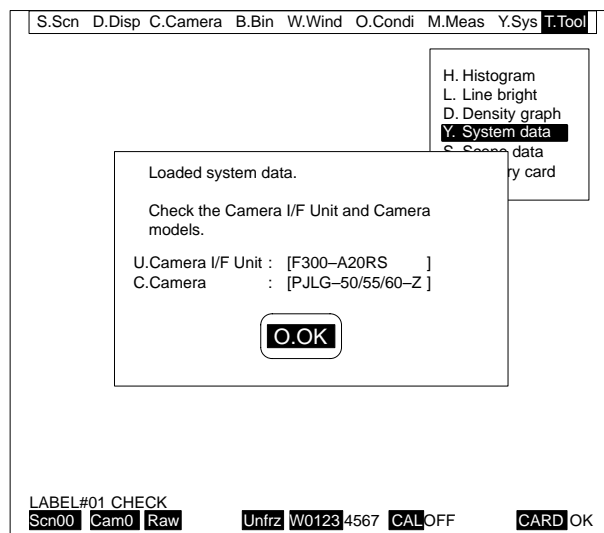 S.Scn D.Disp C.Camera B.Bin W.Wind O.Condi M.Meas Y.Sys T.Tool
H. Histogram
L. Line bright
D. Density graph
Y. System data
data
ry card
Loaded system data.
Check the Camera I/F Unit and Camera
models.
U.Camera I/F Unit : [F300–A20RS ]
C.Camera : [PJLG–50/55/60–Z ]
O.OK
LABEL#01 CHECK
Scn00 Cam0 Raw Unfrz W0123 4567 CAL OFF CARD OK